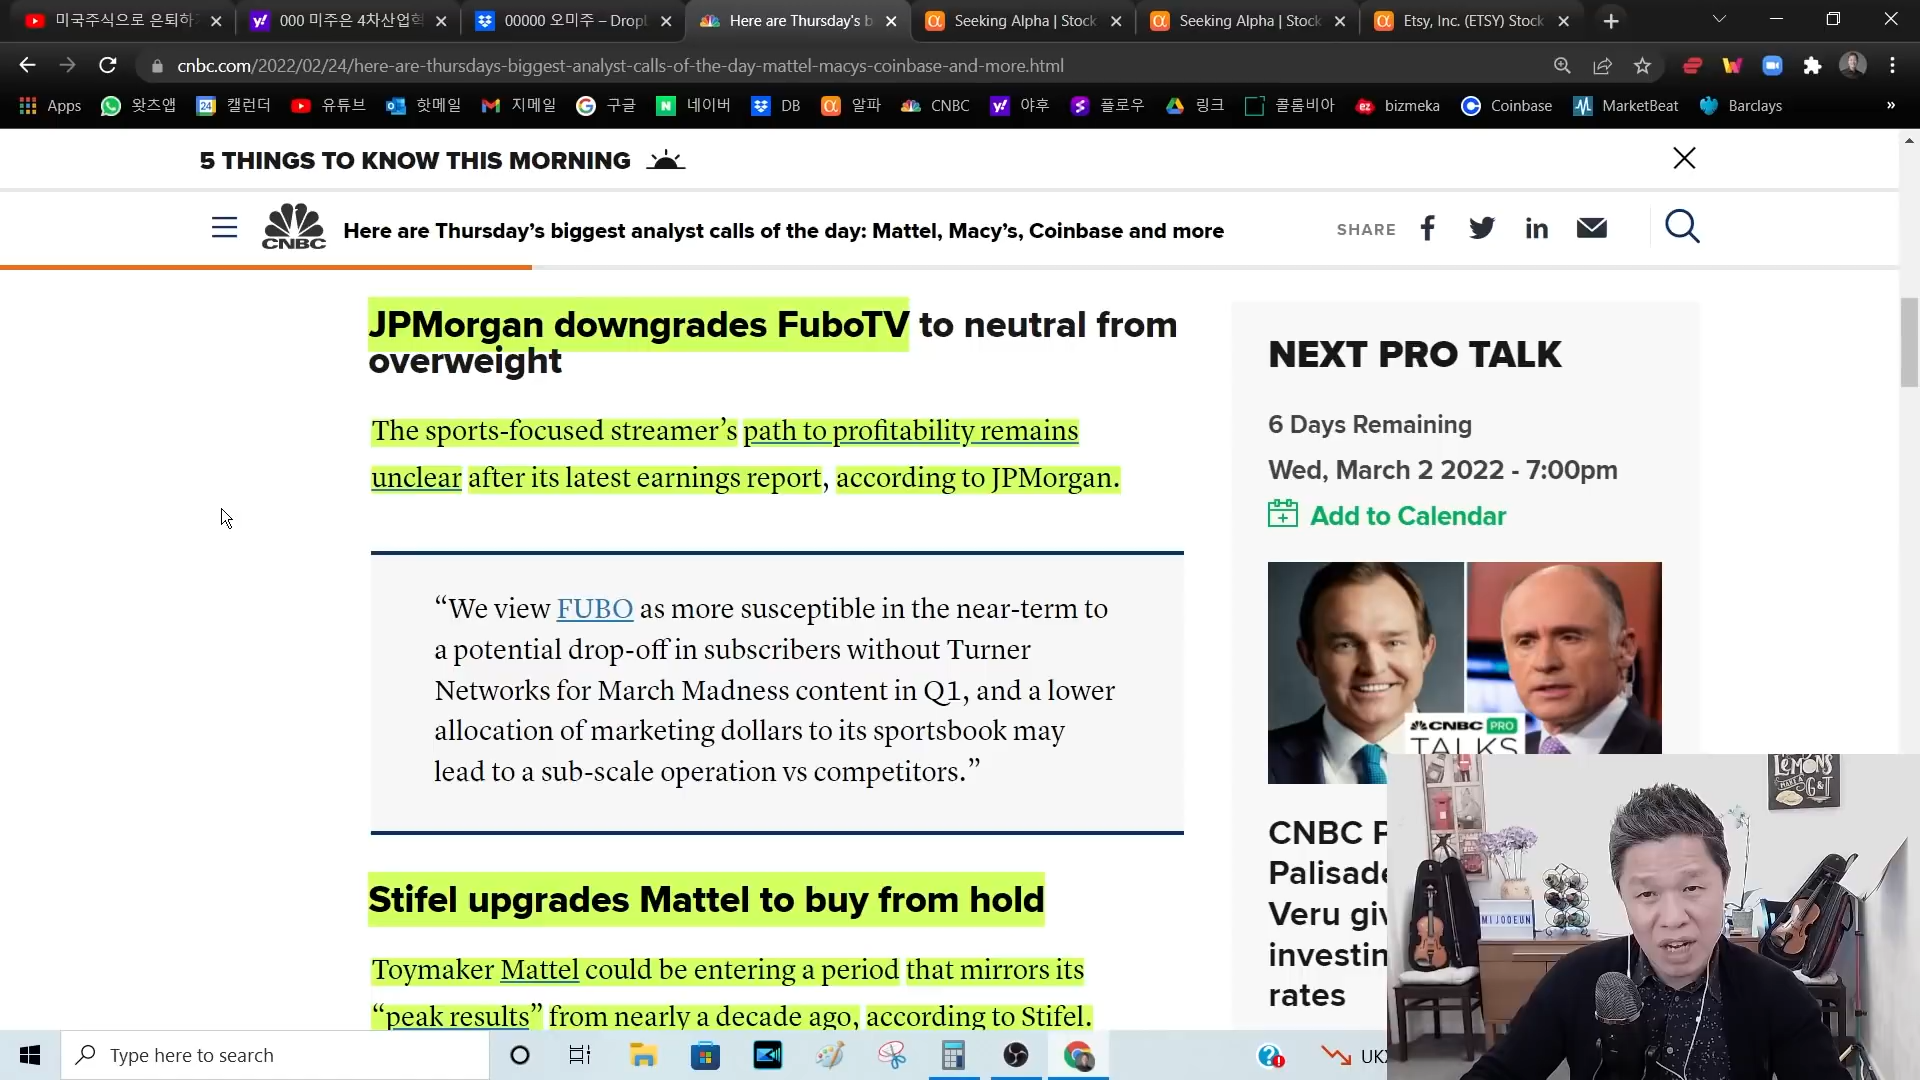 미국주식으로 은퇴하
000 미주은 4차산업혁
00000 오미주 – Dropl
Here are Thursday's b
Seeking Alpha | Stock
Seeking Alpha | Stock
Etsy, Inc. (ETSY) Stock
cnbc.com/2022/02/24/here-are-thursdays-biggest-analyst-calls-of-the-day-mattel-macys-coinbase-and-more.html
Apps
왓츠앱
24
캘린더
유튜브
핫메일
지메일
구글
네이버
DB
알파
CNBC
야후
플로우
링크
콜롬비아
bizmeka
Coinbase
MarketBeat
Barclays
5 THINGS TO KNOW THIS MORNING
CNBC
Here are Thursday's biggest analyst calls of the day: Mattel, Macy's, Coinbase and more
SHARE
JPMorgan downgrades FuboTV to neutral from
overweight
The sports-focused streamer's path to profitability remains
unclear after its latest earnings report, according to JPMorgan.
“We view FUBO as more susceptible in the near-term to
a potential drop-off in subscribers without Turner
Networks for March Madness content in Q1, and a lower
allocation of marketing dollars to its sportsbook may
lead to a sub-scale operation vs competitors.”
Stifel upgrades Mattel to buy from hold
Toymaker Mattel could be entering a period that mirrors its
“peak results” from nearly a decade ago, according to Stifel.
NEXT PRO TALK
6 Days Remaining
Wed, March 2 2022 - 7:00pm
Add to Calendar
CNBC PRO
TALKS
CNBC P
Palisade
Veru giv
investin
rates
LEMONS
G&T
MIJOOEUN
Type here to search
UKX